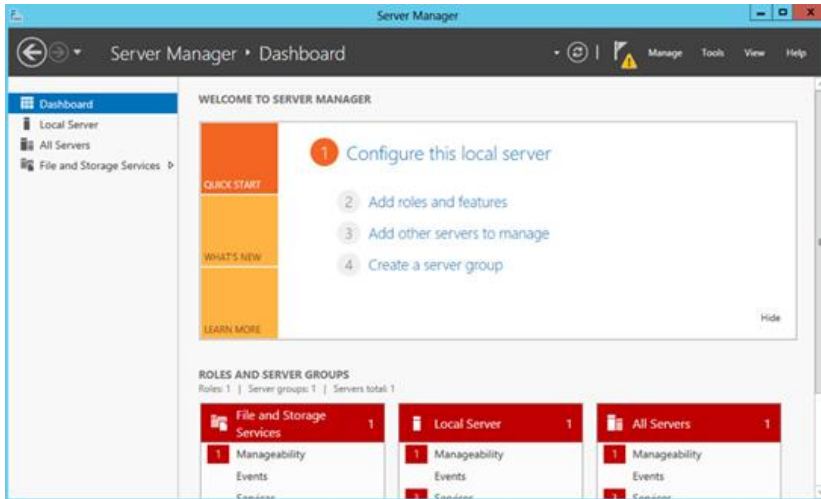 Server Manager
Server Manager • Dashboard
Manage Tools View Help
Dashboard
Local Server
All Servers
File and Storage Services
WELCOME TO SERVER MANAGER
QUICK START
WHAT'S NEW
LEARN MORE
1 Configure this local server
2 Add roles and features
3 Add other servers to manage
4 Create a server group
Hide
ROLES AND SERVER GROUPS
Roles: 1 | Server groups: 1 | Servers total: 1
File and Storage
Services 1
1 Manageability
Events
Services
Local Server 1
1 Manageability
Events
Services
All Servers 1
1 Manageability
Events
Services